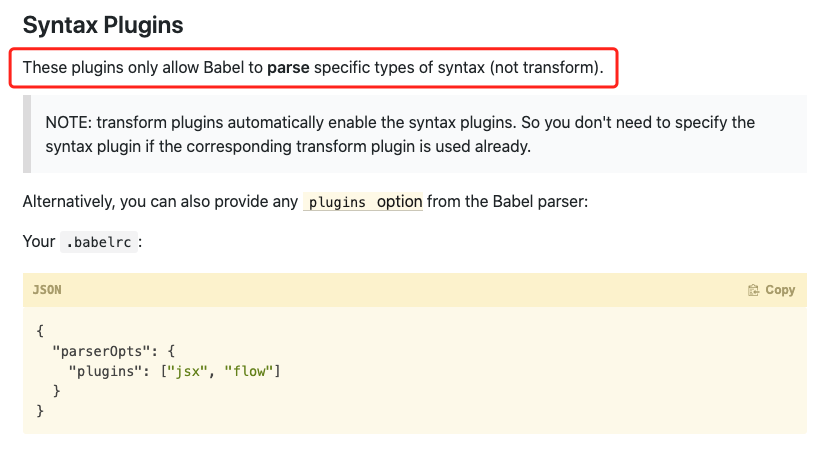 Syntax Plugins
These plugins only allow Babel to parse specific types of syntax (not transform).
NOTE: transform plugins automatically enable the syntax plugins. So you don't need to specify the
syntax plugin if the corresponding transform plugin is used already.
Alternatively, you can also provide any plugins option from the Babel parser:
Your .babelrc:
JSON Copy
{
  "parserOpts": {
    "plugins": ["jsx", "flow"]
  }
}